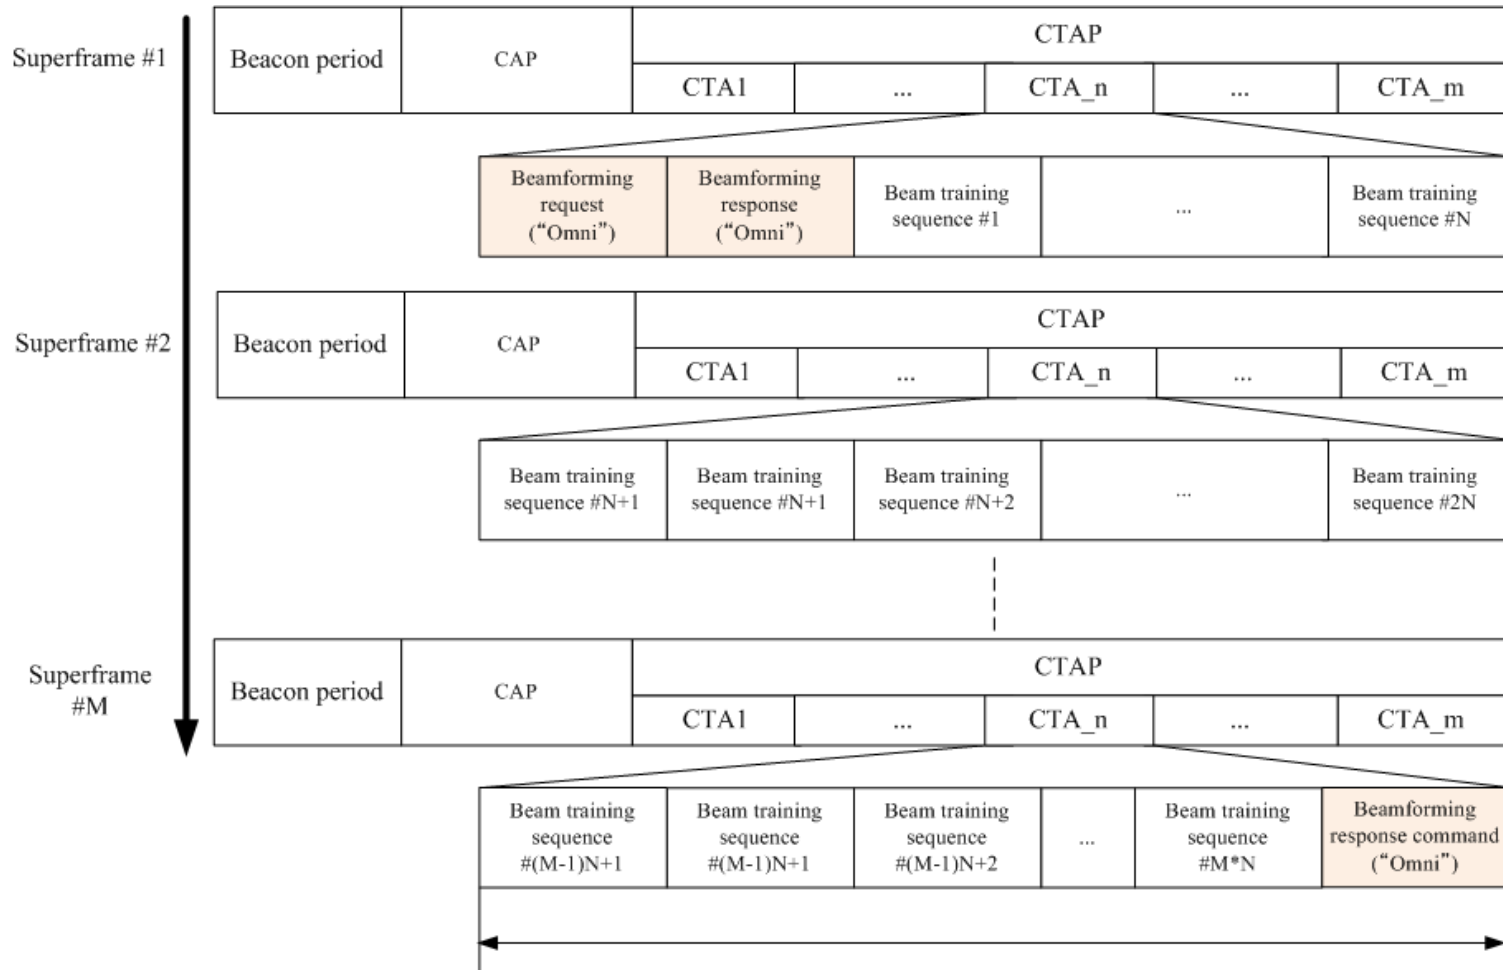 Superframe #1
Beacon period
CAP
CTAP
CTA1
...
CTA_n
...
CTA_m
Beamforming
request
(“Omni”)
Beamforming
response
(“Omni”)
Beam training
sequence #1
...
Beam training
sequence #N
Superframe #2
Beacon period
CAP
CTAP
CTA1
...
CTA_n
...
CTA_m
Beam training
sequence #N+1
Beam training
sequence #N+1
Beam training
sequence #N+2
...
Beam training
sequence #2N
Superframe
#M
Beacon period
CAP
CTAP
CTA1
...
CTA_n
...
CTA_m
Beam training
sequence
#(M-1)N+1
Beam training
sequence
#(M-1)N+1
Beam training
sequence
#(M-1)N+2
...
Beam training
sequence
#M*N
Beamforming
response command
(“Omni”)